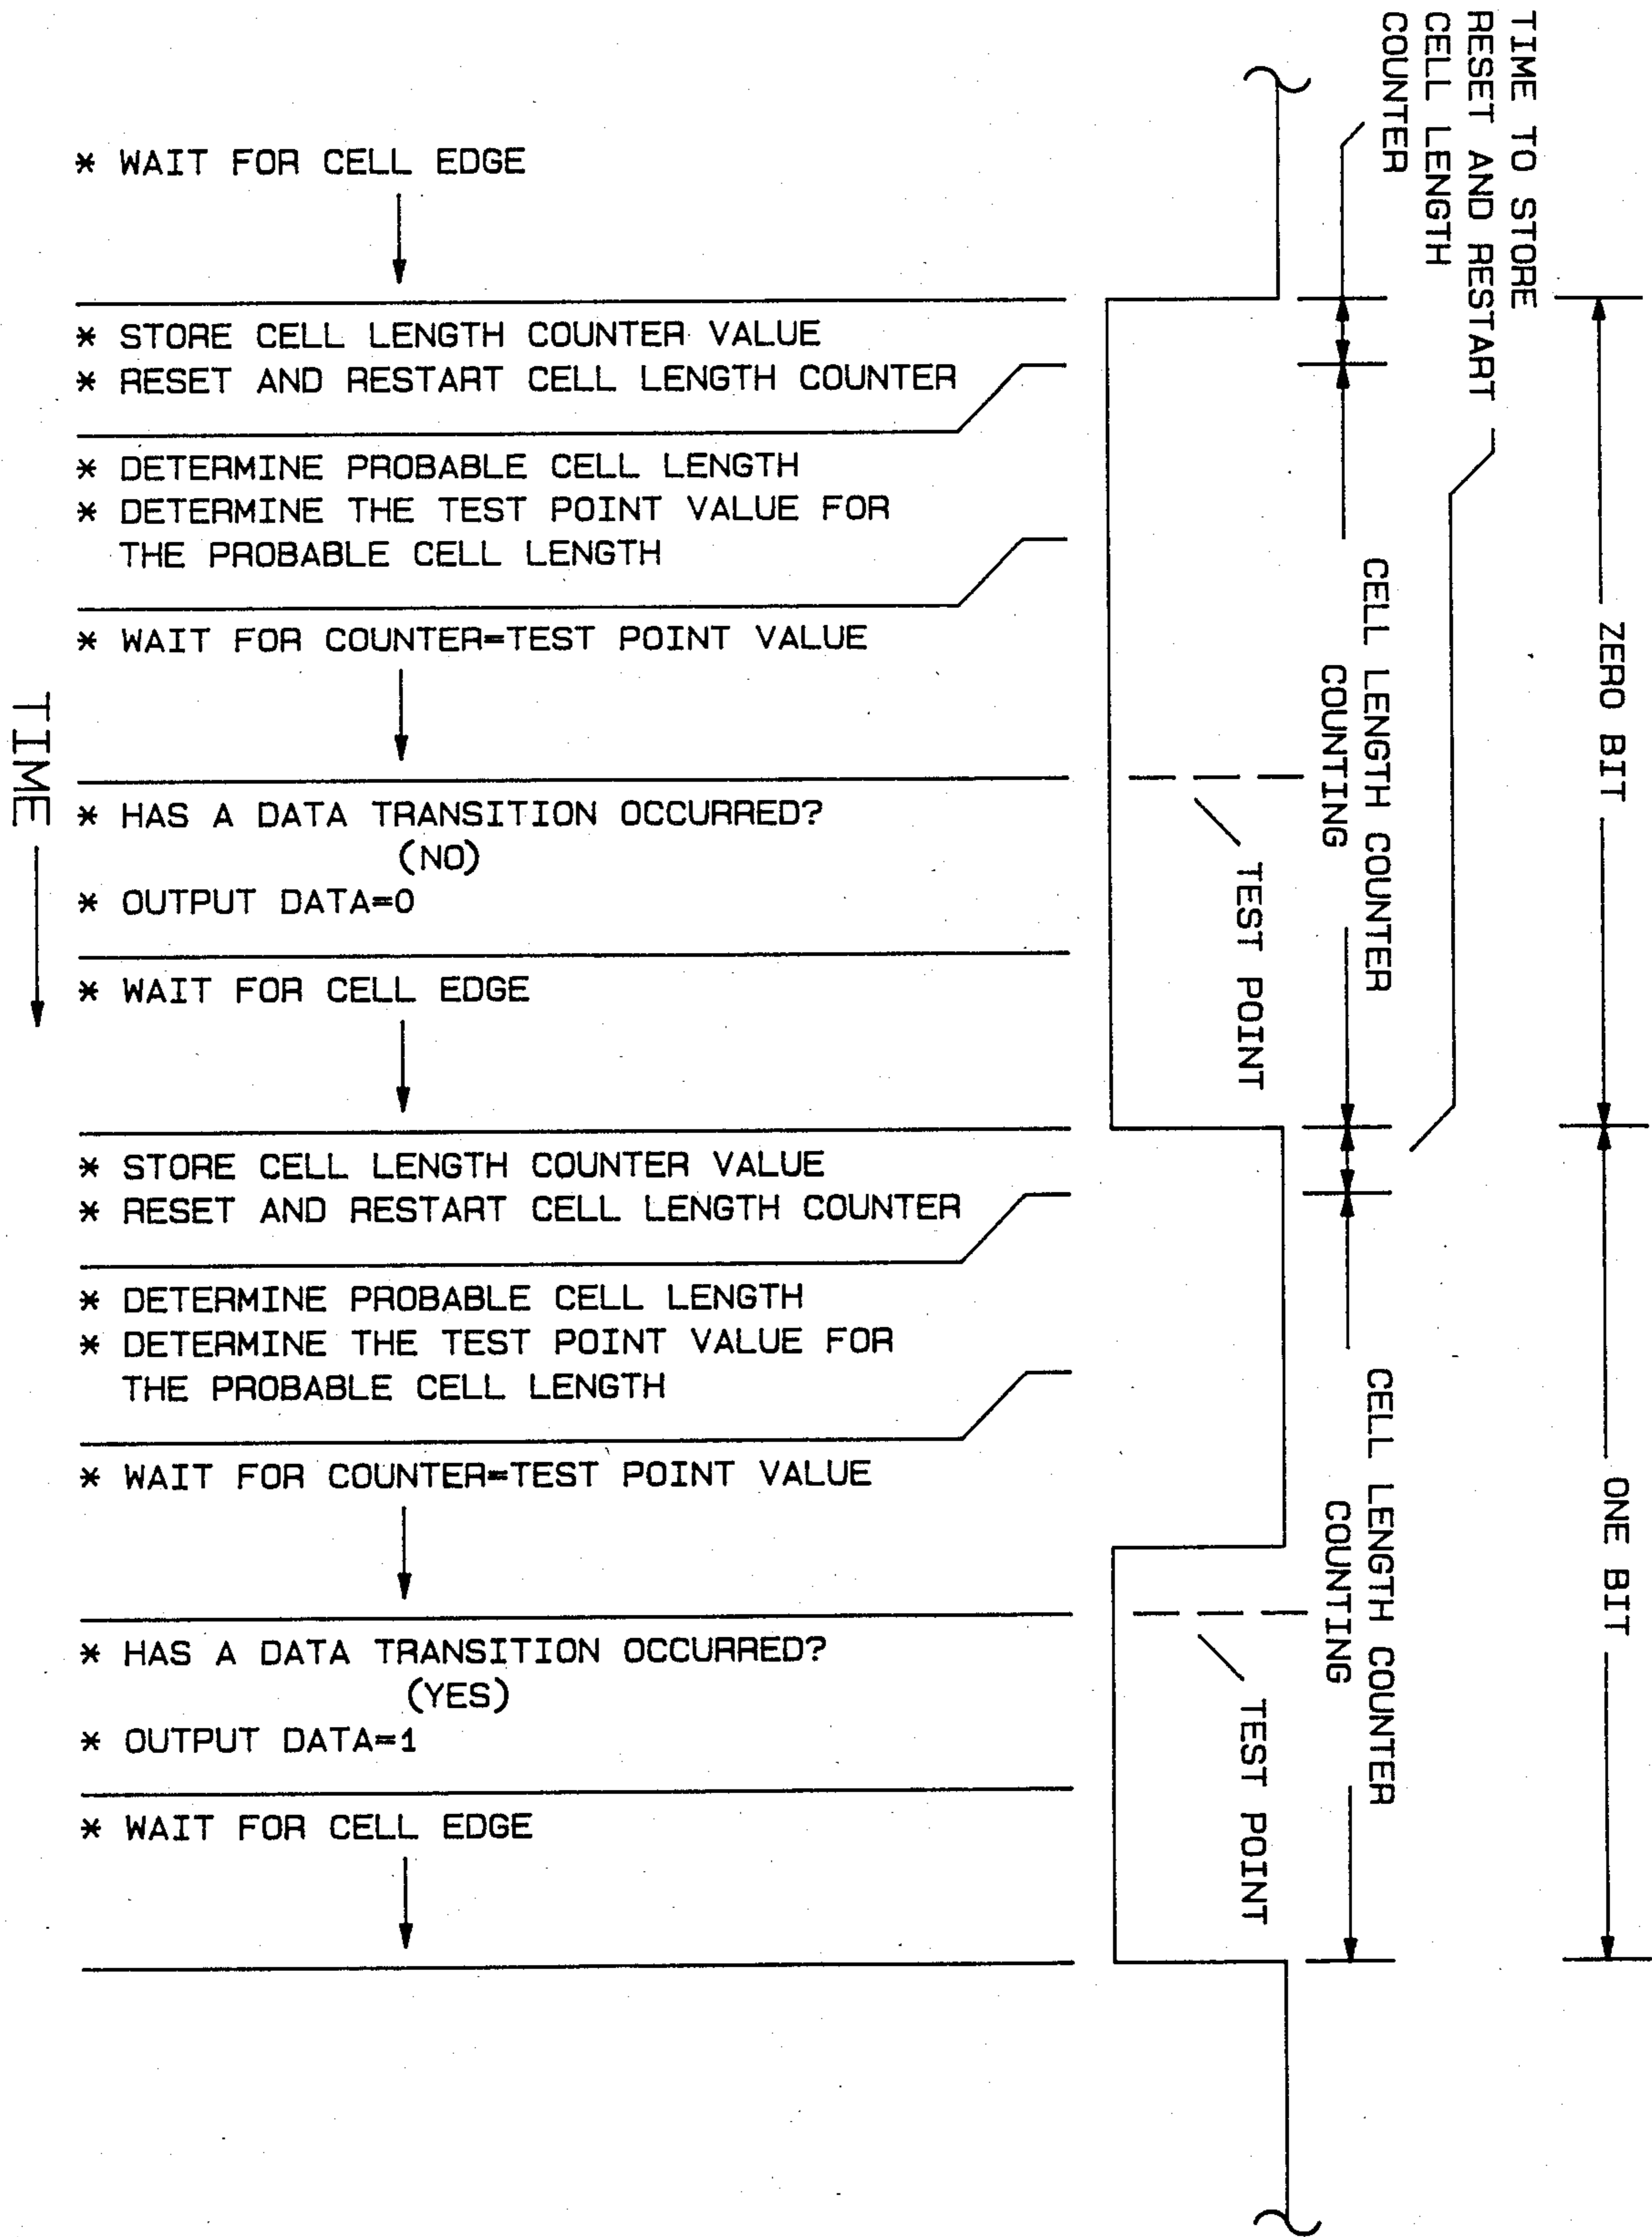 * WAIT FOR CELL EDGE
* STORE CELL LENGTH COUNTER VALUE
* RESET AND RESTART CELL LENGTH COUNTER
* DETERMINE PROBABLE CELL LENGTH
* DETERMINE THE TEST POINT VALUE FOR
THE PROBABLE CELL LENGTH
* WAIT FOR COUNTER=TEST POINT VALUE
* HAS A DATA TRANSITION OCCURRED?
(NO)
* OUTPUT DATA=0
* WAIT FOR CELL EDGE
* STORE CELL LENGTH COUNTER VALUE
* RESET AND RESTART CELL LENGTH COUNTER
* DETERMINE PROBABLE CELL LENGTH
* DETERMINE THE TEST POINT VALUE FOR
THE PROBABLE CELL LENGTH
* WAIT FOR COUNTER=TEST POINT VALUE
* HAS A DATA TRANSITION OCCURRED?
(YES)
* OUTPUT DATA=1
* WAIT FOR CELL EDGE
TIME
TIME TO STORE
RESET AND RESTART
CELL LENGTH
COUNTER
ZERO BIT
ONE BIT
CELL LENGTH COUNTER
COUNTING
CELL LENGTH COUNTER
COUNTING
TEST POINT
TEST POINT